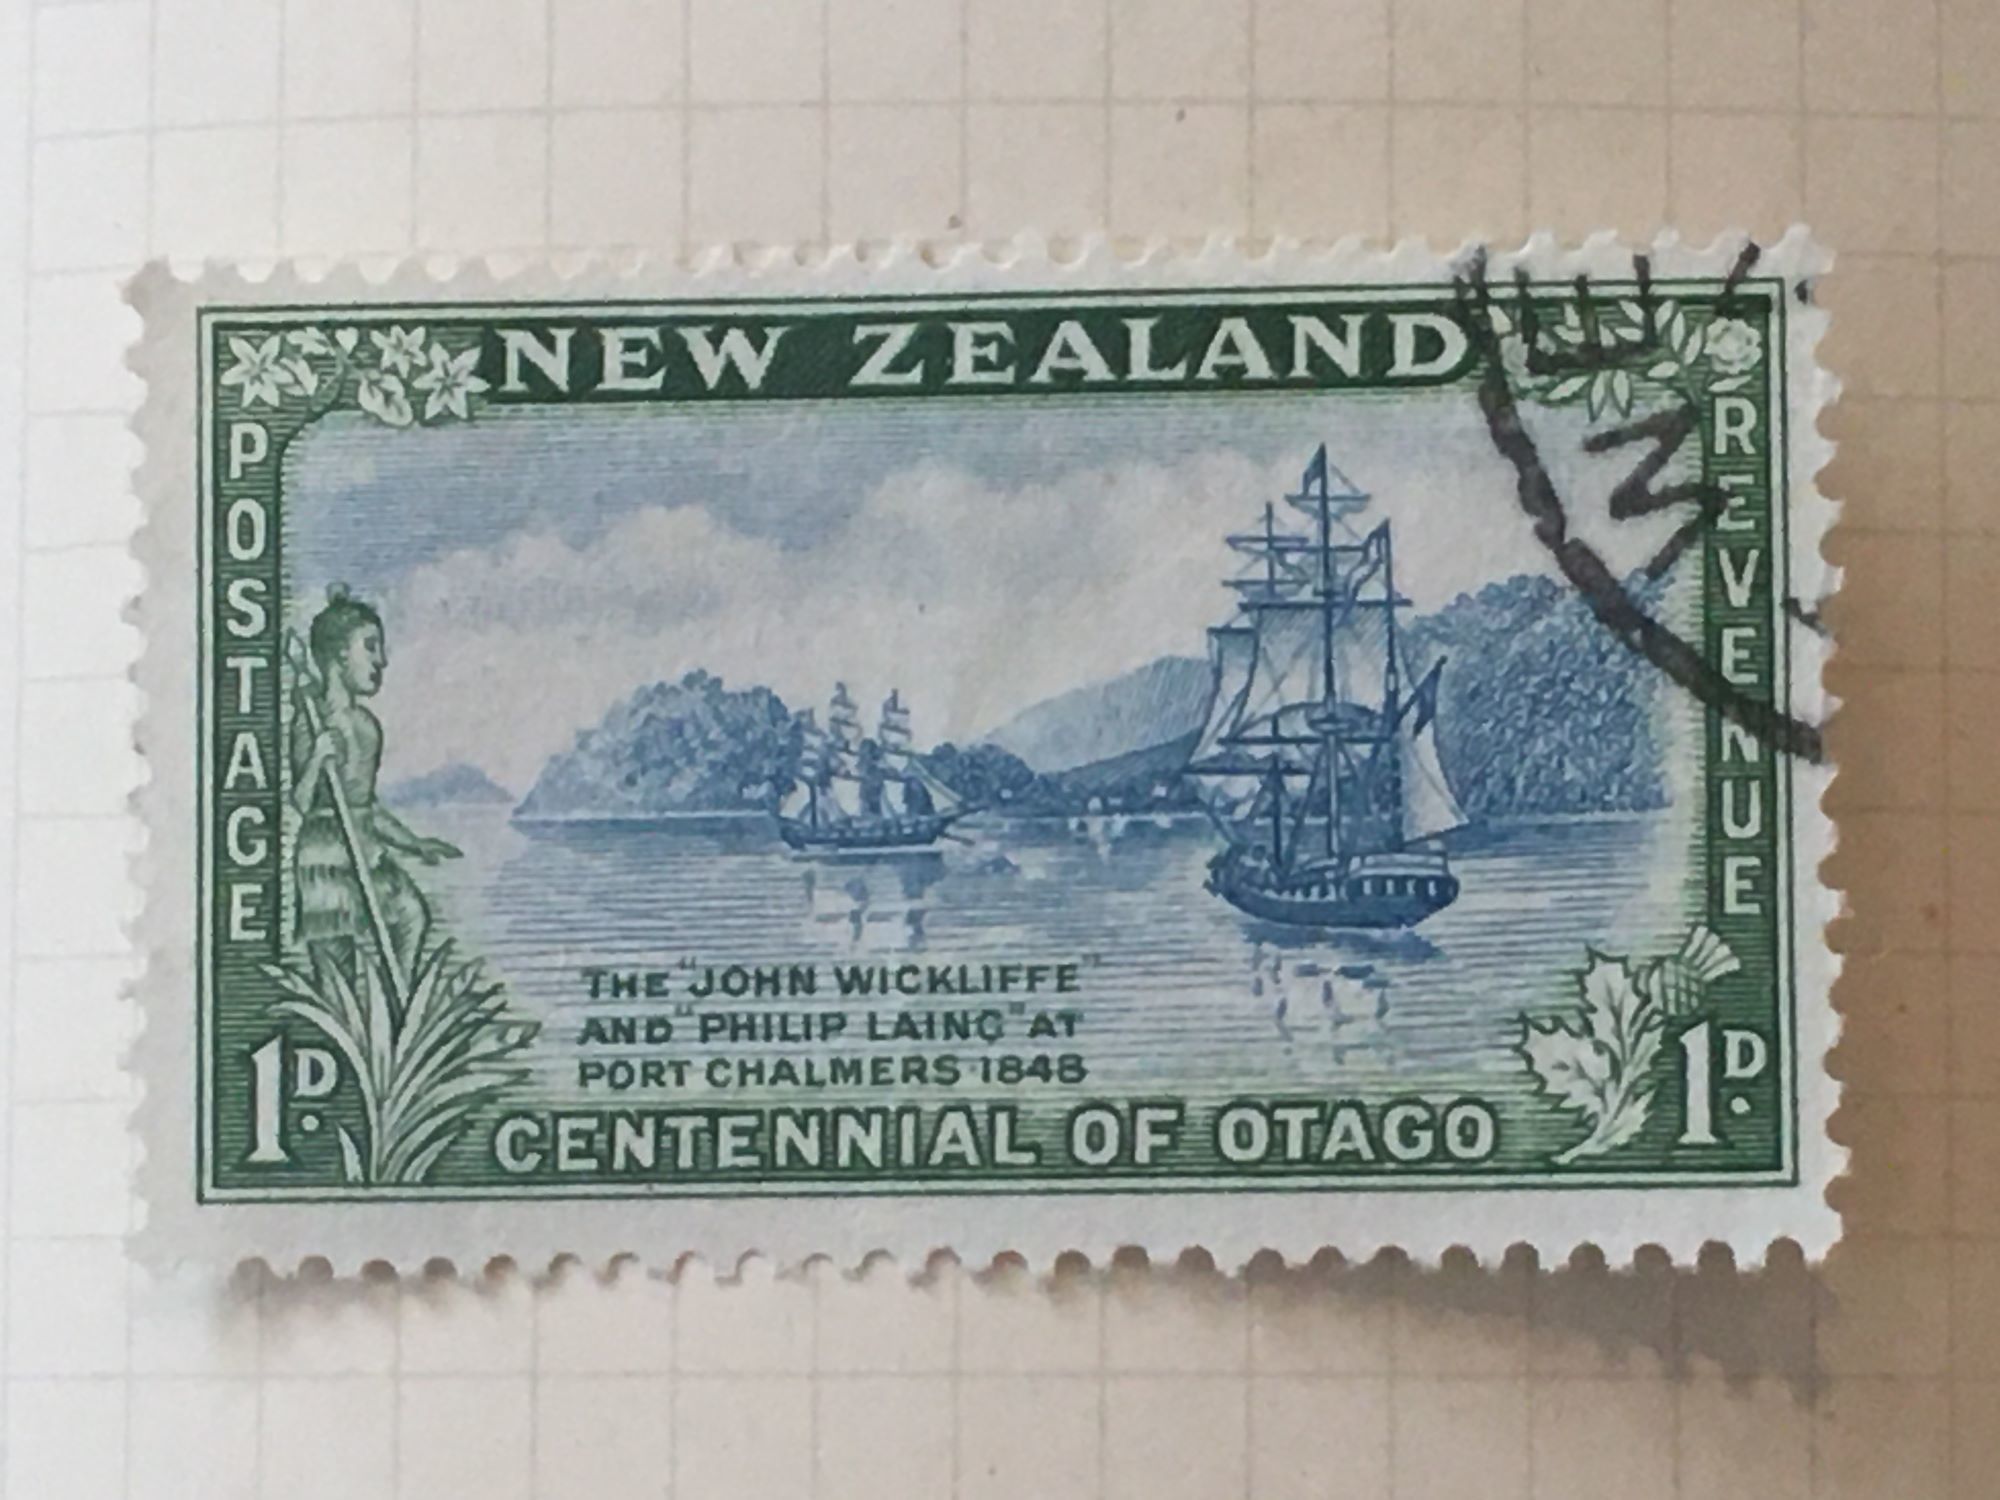 NEW ZEALAND
POSTAGE
REVENUE
THE "JOHN WICKLIFFE"
AND "PHILIP LAING" AT
PORT CHALMERS 1848
1D. 1D.
CENTENNIAL OF OTAGO